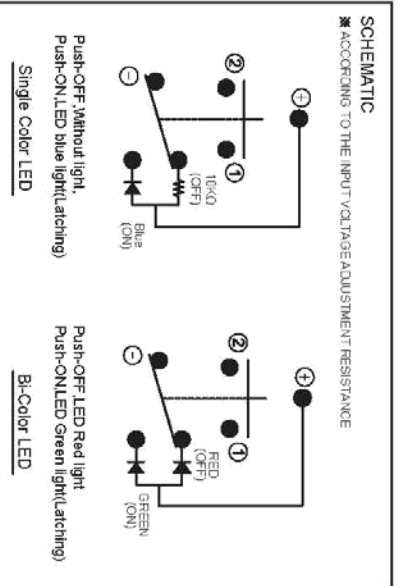 SCHEMATIC
※ ACCORDING TO THE INPUT VOLTAGE ADJUSTMENT RESISTANCE
+
②
①
10KΩ
(OFF)
−
Blue
(ON)
Push-OFF,Without light,
Push-ON,LED blue light(Latching)
Single Color LED
+
②
①
RED
(OFF)
−
GREEN
(ON)
Push-OFF,LED Red light
Push-ON,LED Green light(Latching)
Bi-Color LED